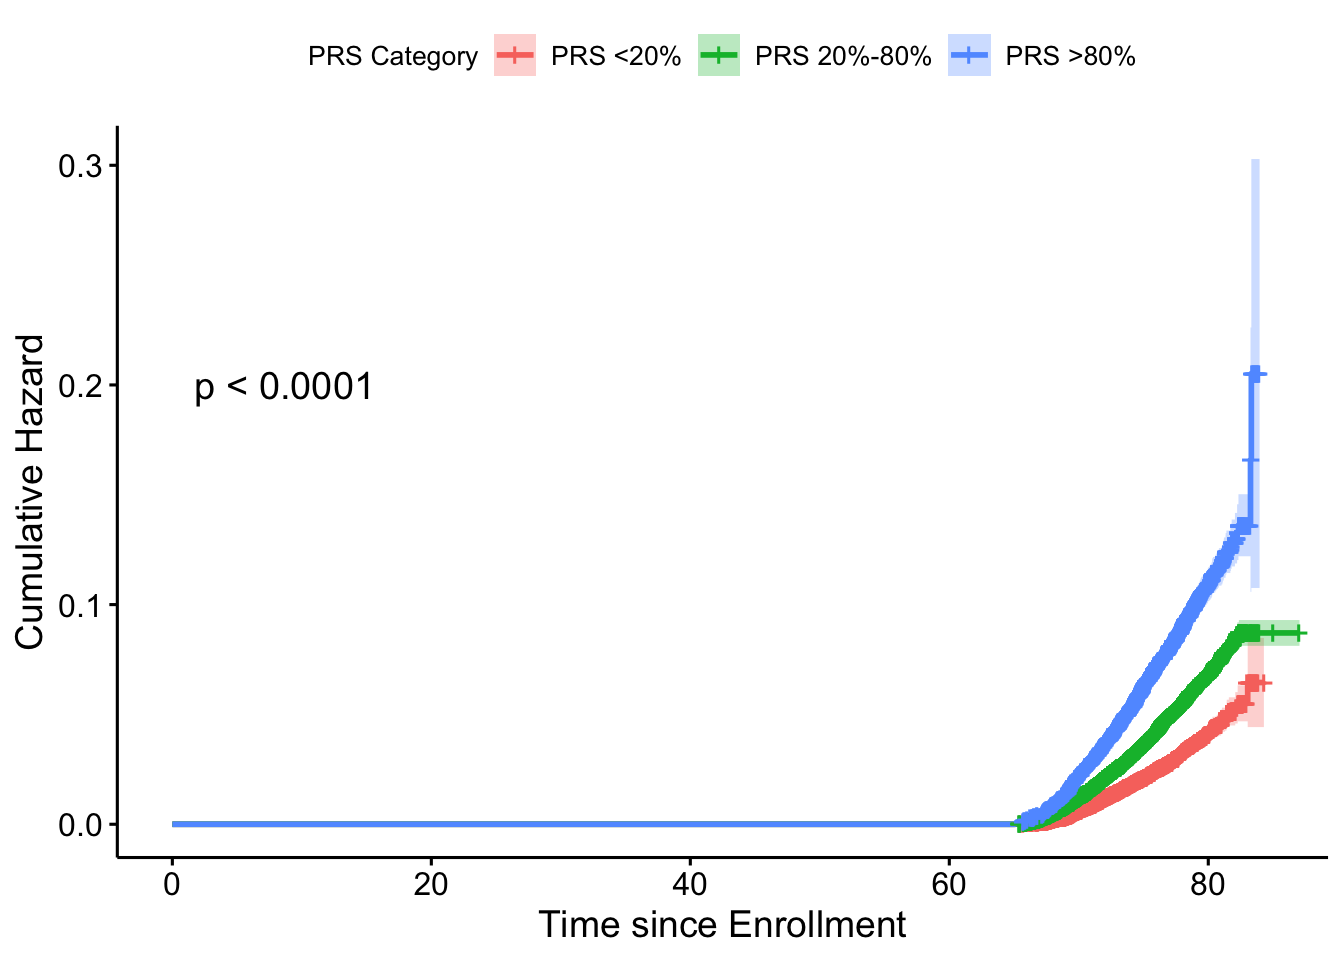 PRS Category PRS <20% PRS 20%-80% PRS >80%
0.3
0.2
0.1
0.0
Cumulative Hazard
p < 0.0001
0 20 40 60 80
Time since Enrollment